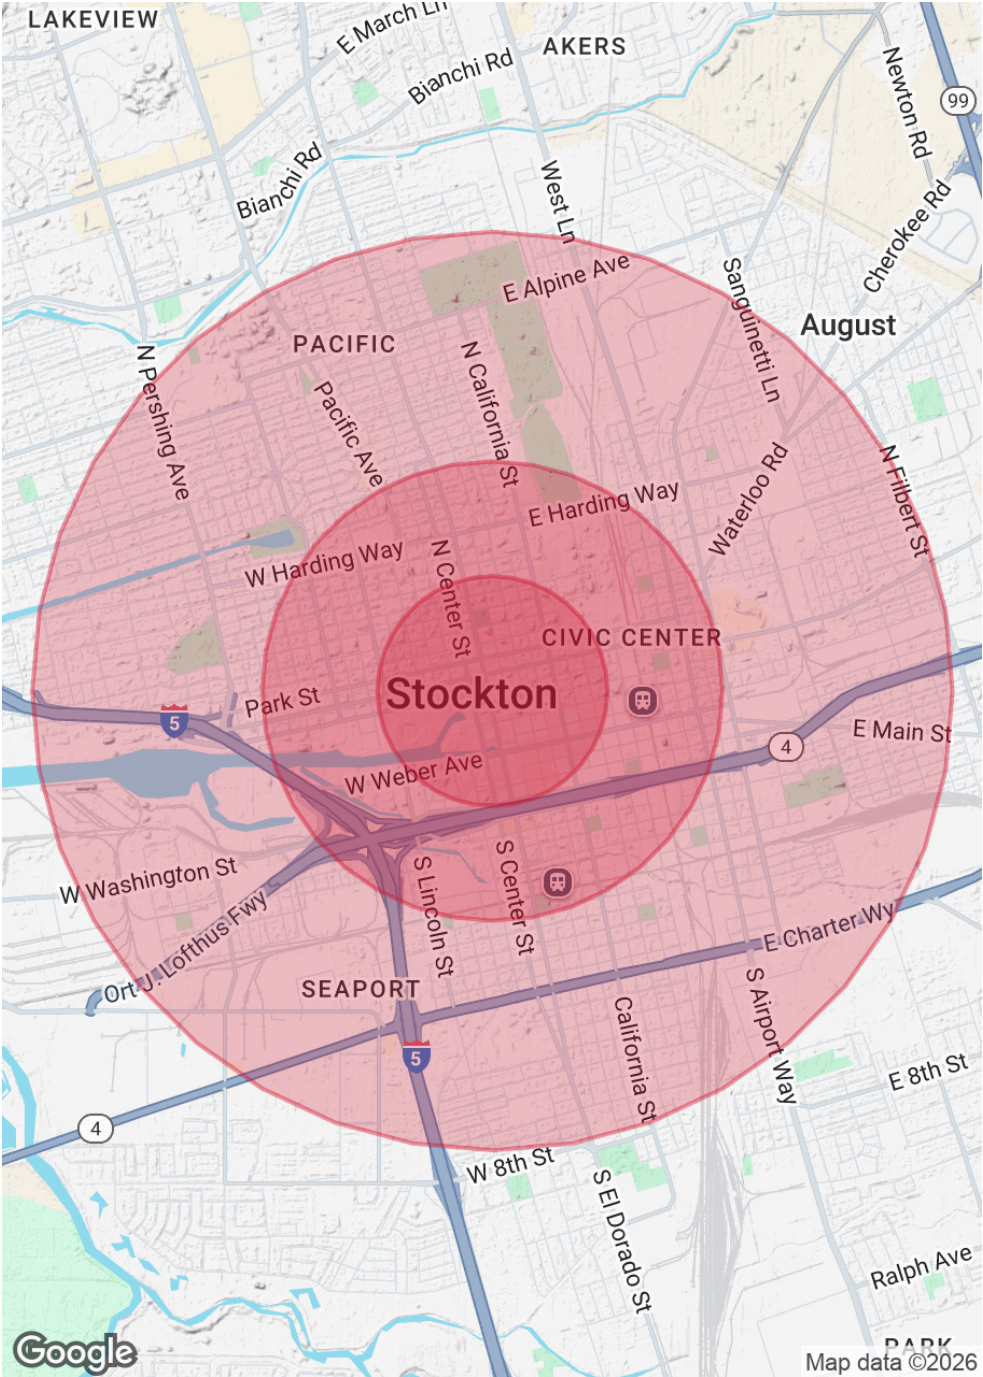 LAKEVIEW
E March Ln
AKERS
Bianchi Rd
Newton Rd
99
Bianchi Rd
West Ln
Cherokee Rd
E Alpine Ave
Sanguinetti Ln
August
PACIFIC
N Pershing Ave
N California St
Pacific Ave
N Filbert St
Waterloo Rd
E Harding Way
W Harding Way
N Center St
CIVIC CENTER
Stockton
Park St
5
E Main St
4
W Weber Ave
W Washington St
S Lincoln St
S Center St
Ort J. Lofthus Fwy
E Charter Wy
SEAPORT
S Airport Way
California St
5
E 8th St
4
W 8th St
S El Dorado St
Ralph Ave
PARK
Google
Map data ©2026